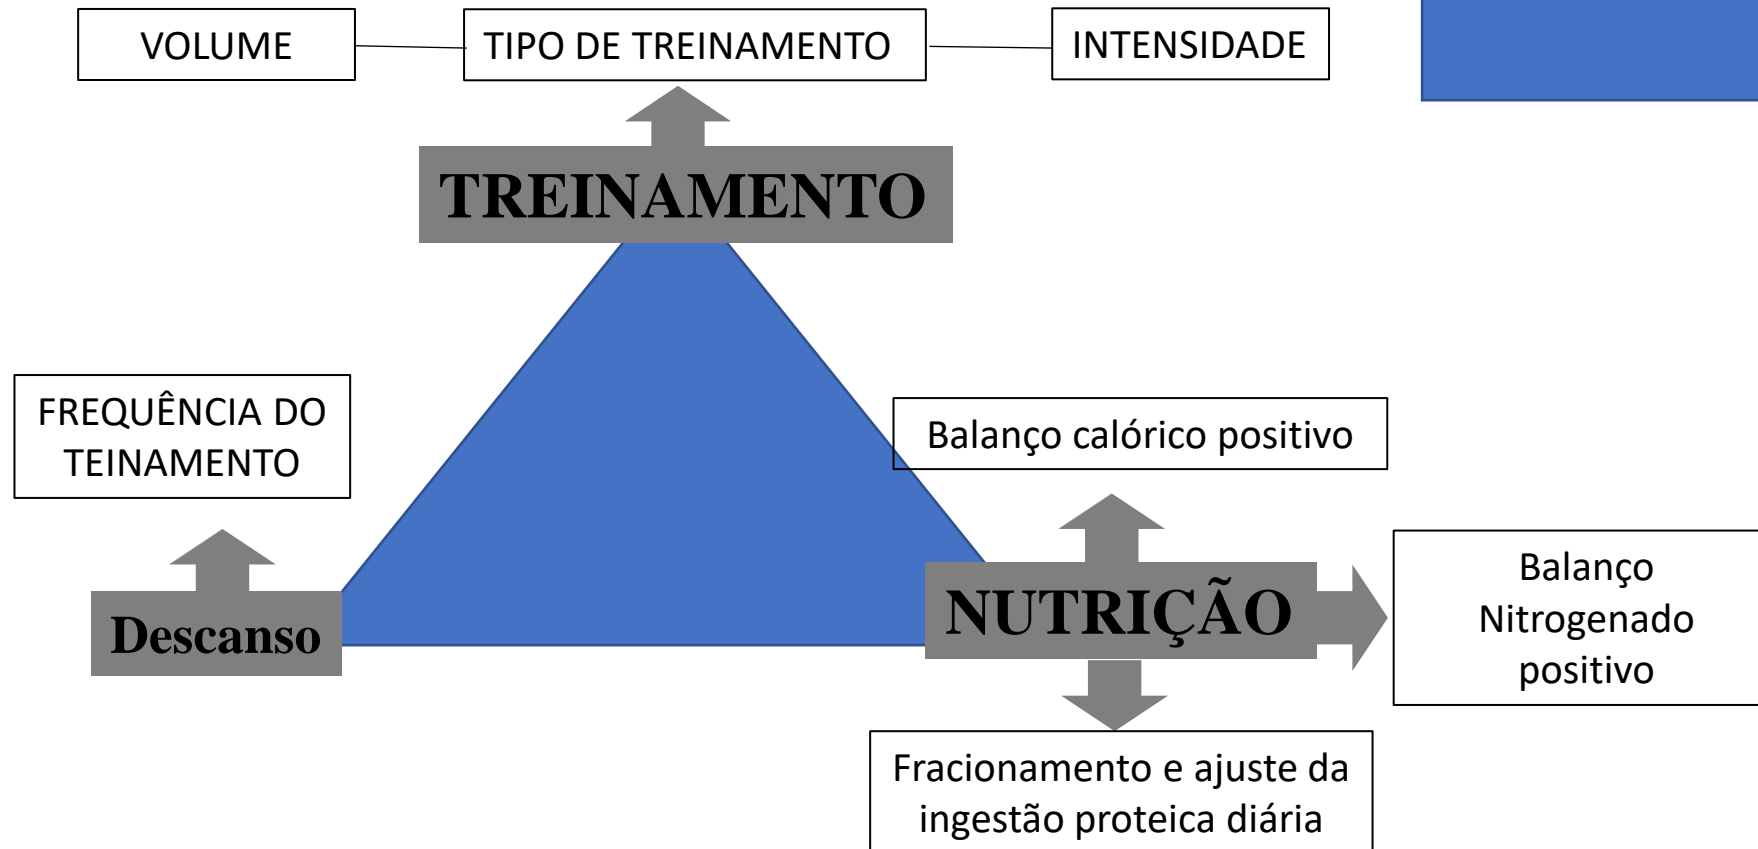 VOLUME
TIPO DE TREINAMENTO
INTENSIDADE
TREINAMENTO
FREQUÊNCIA DO
TEINAMENTO
Balanço calórico positivo
Descanso
NUTRIÇÃO
Balanço
Nitrogenado
positivo
Fracionamento e ajuste da
ingestão proteica diária